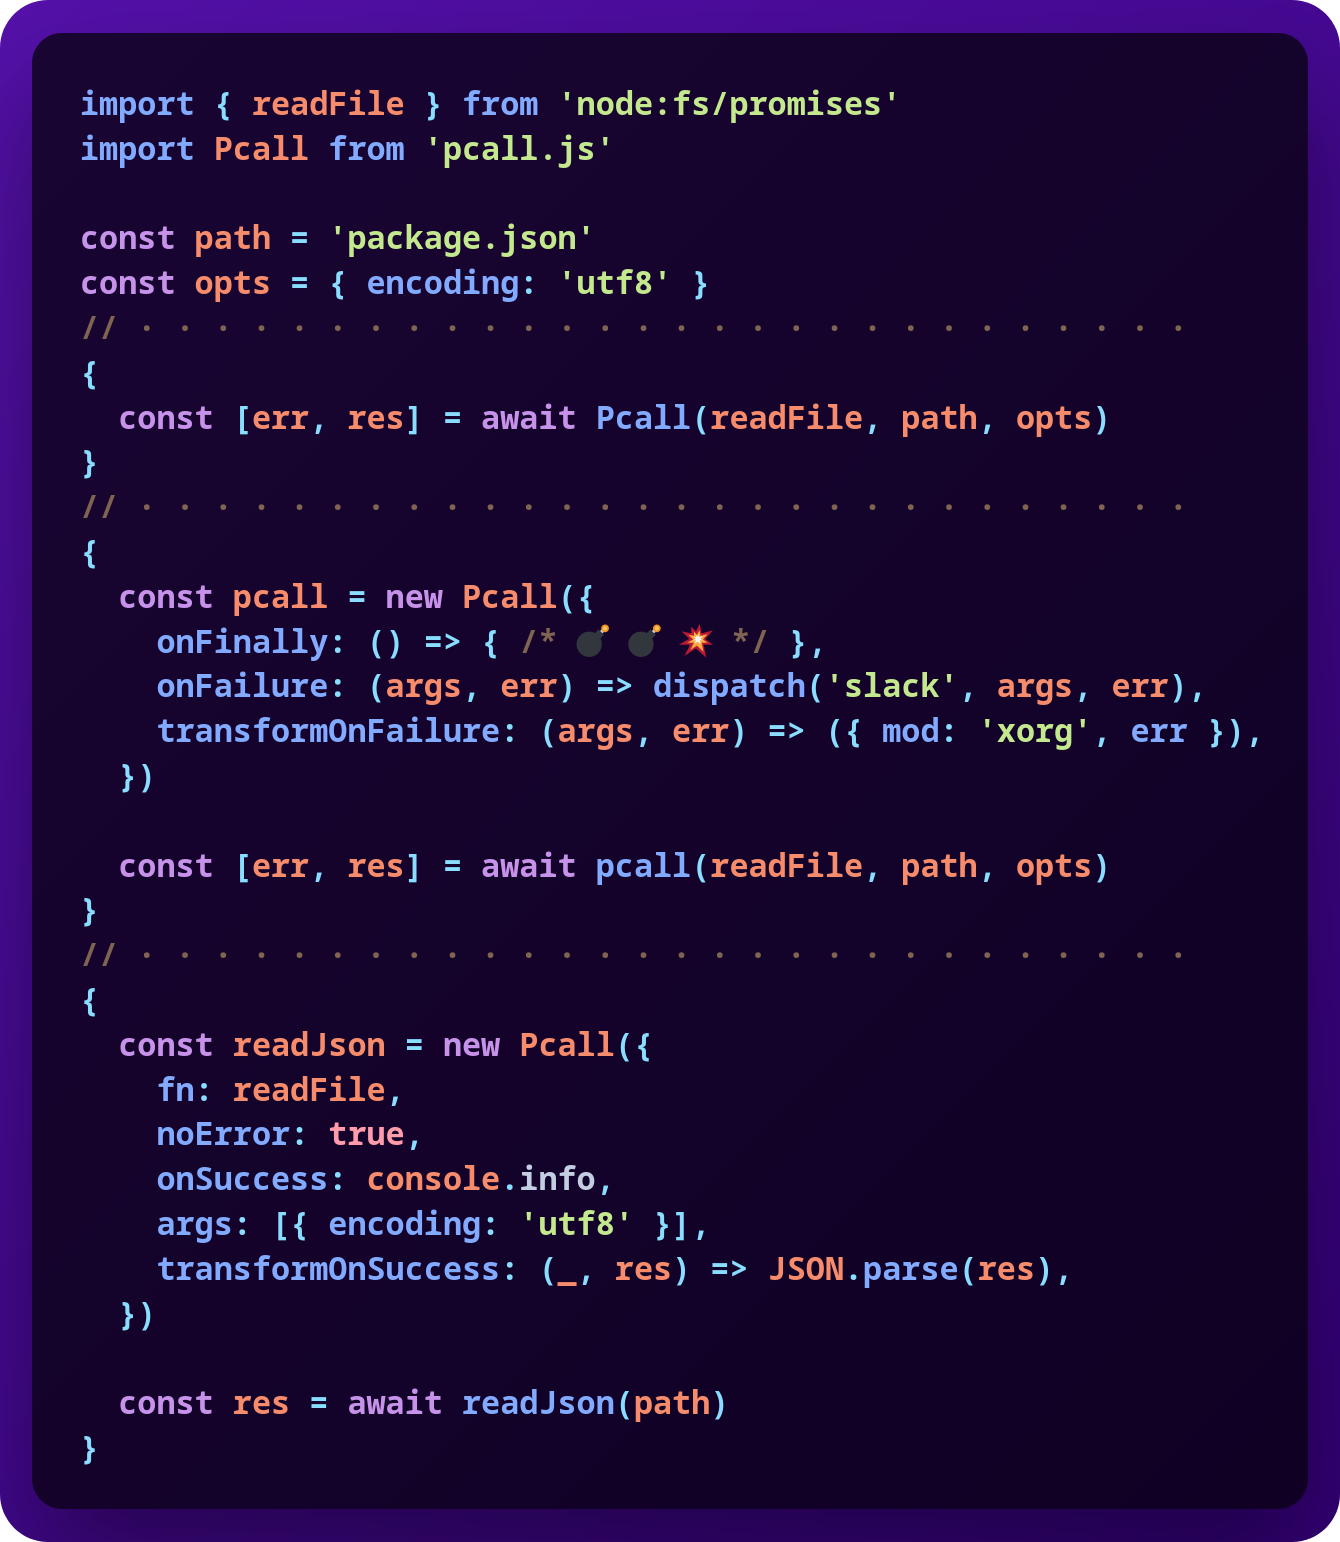 import { readFile } from 'node:fs/promises'
import Pcall from 'pcall.js'

const path = 'package.json'
const opts = { encoding: 'utf8' }
// · · · · · · · · · · · · · · · · · · · · · · · · · · · ·
{
  const [err, res] = await Pcall(readFile, path, opts)
}
// · · · · · · · · · · · · · · · · · · · · · · · · · · · ·
{
  const pcall = new Pcall({
    onFinally: () => { /* 💣 💣 💥 */ },
    onFailure: (args, err) => dispatch('slack', args, err),
    transformOnFailure: (args, err) => ({ mod: 'xorg', err }),
  })

  const [err, res] = await pcall(readFile, path, opts)
}
// · · · · · · · · · · · · · · · · · · · · · · · · · · · ·
{
  const readJson = new Pcall({
    fn: readFile,
    noError: true,
    onSuccess: console.info,
    args: [{ encoding: 'utf8' }],
    transformOnSuccess: (_, res) => JSON.parse(res),
  })

  const res = await readJson(path)
}